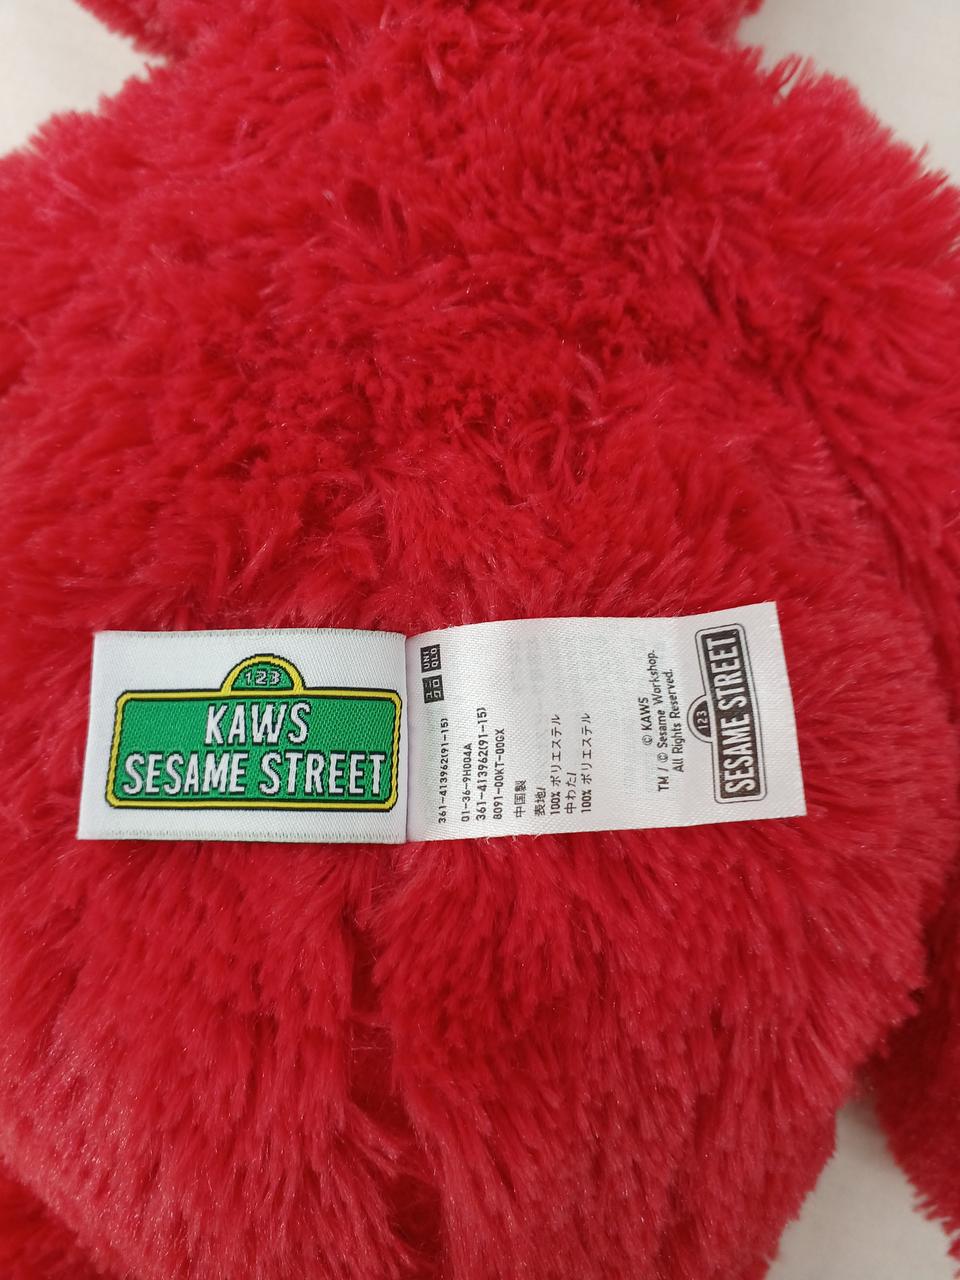 123
KAWS
SESAME STREET
ユニ
クロ
UNI
QLO
361-413962(91-15)
01-36-9H004A
361-413962(91-15)
8091-00KT-00GX
中国製
表地/
100% ポリエステル
中わた/
100% ポリエステル
© KAWS
TM / © Sesame Workshop.
All Rights Reserved.
123
SESAME STREET